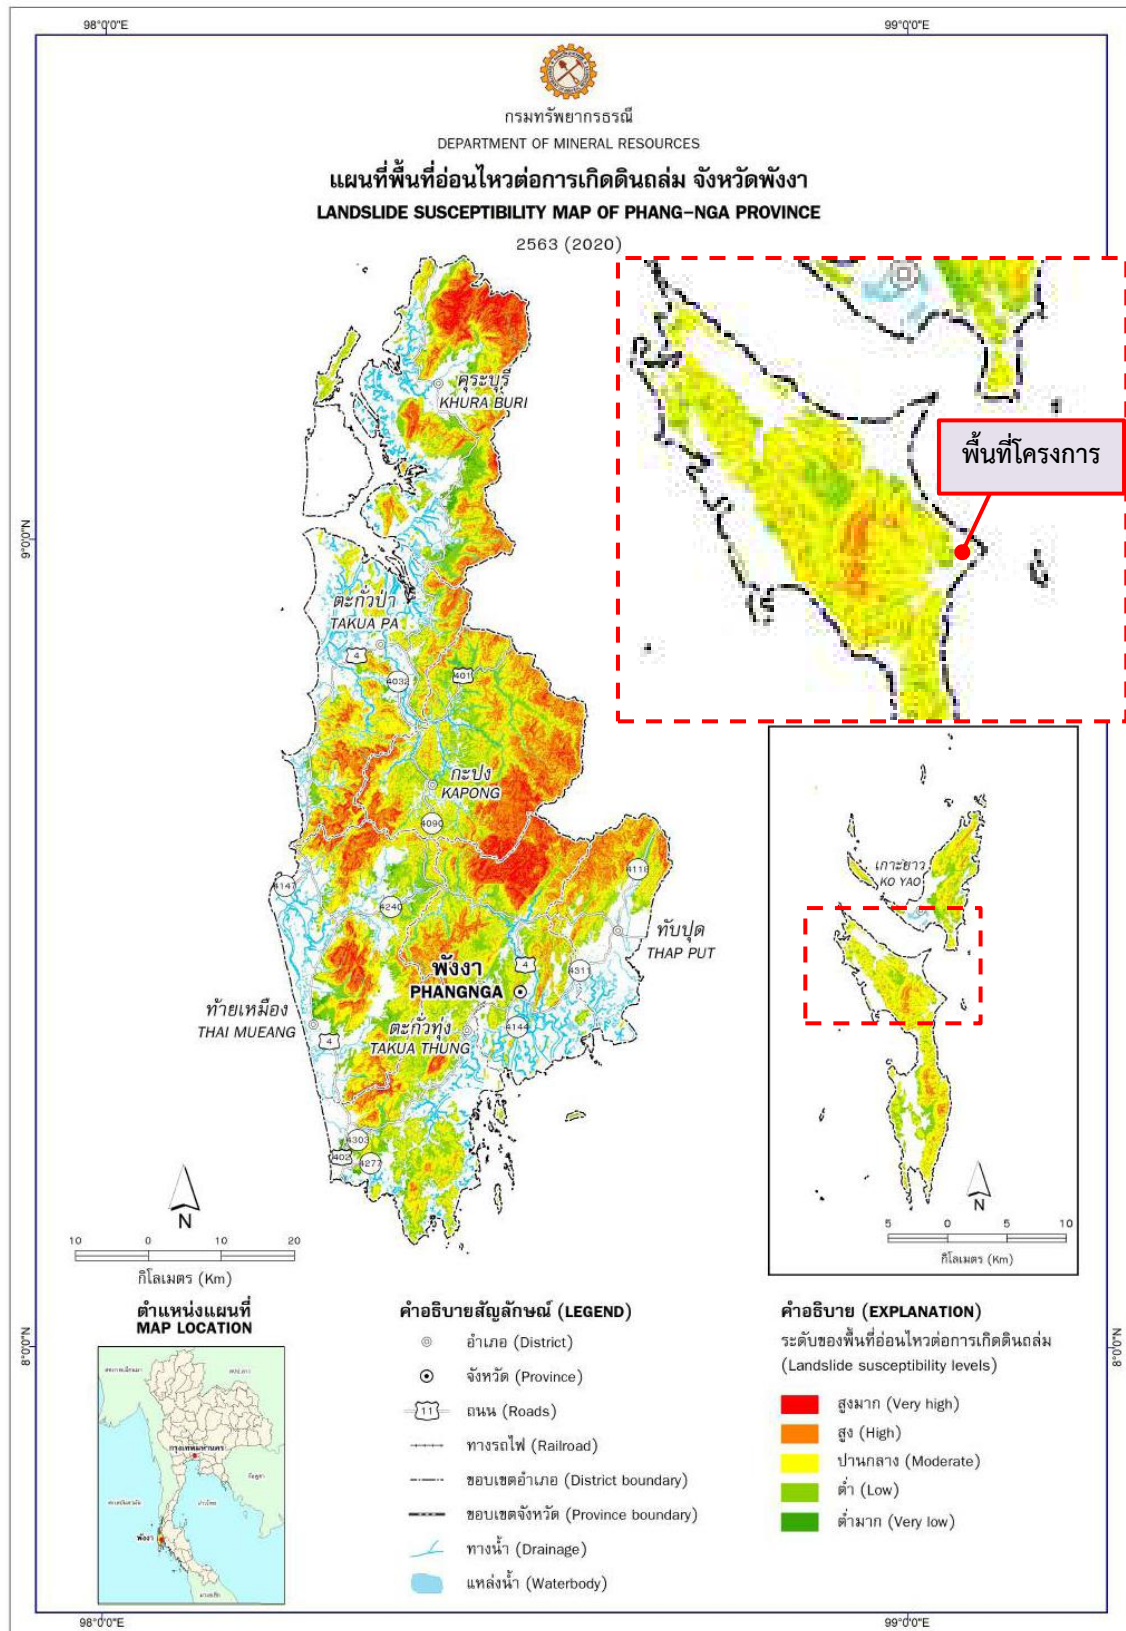 98°0'0"E
99°0'0"E
กรมทรัพยากรธรณี
DEPARTMENT OF MINERAL RESOURCES
แผนที่พื้นที่อ่อนไหวต่อการเกิดดินถล่ม จังหวัดพังงา
LANDSLIDE SUSCEPTIBILITY MAP OF PHANG-NGA PROVINCE
2563 (2020)
คุระบุรี
KHURA BURI
พื้นที่โครงการ
9°0'0"N
ตะกั่วป่า
TAKUA PA
4
4032
401
กะปง
KAPONG
4090
เกาะยาว
KO YAO
4118
4147
4240
ทับปุด
THAP PUT
พังงา
PHANGNGA
4
4311
ท้ายเหมือง
THAI MUEANG
4
ตะกั่วทุ่ง
TAKUA THUNG
4144
4303
402
4277
N
10 0 10 20
กิโลเมตร (Km)
N
5 0 5 10
กิโลเมตร (Km)
ตำแหน่งแผนที่
MAP LOCATION
กรุงเทพมหานคร
พังงา
คำอธิบายสัญลักษณ์ (LEGEND)
อำเภอ (District)
จังหวัด (Province)
11 ถนน (Roads)
ทางรถไฟ (Railroad)
ขอบเขตอำเภอ (District boundary)
ขอบเขตจังหวัด (Province boundary)
ทางน้ำ (Drainage)
แหล่งน้ำ (Waterbody)
คำอธิบาย (EXPLANATION)
ระดับของพื้นที่อ่อนไหวต่อการเกิดดินถล่ม
(Landslide susceptibility levels)
สูงมาก (Very high)
สูง (High)
ปานกลาง (Moderate)
ต่ำ (Low)
ต่ำมาก (Very low)
8°0'0"N
8°0'0"N
98°0'0"E
99°0'0"E